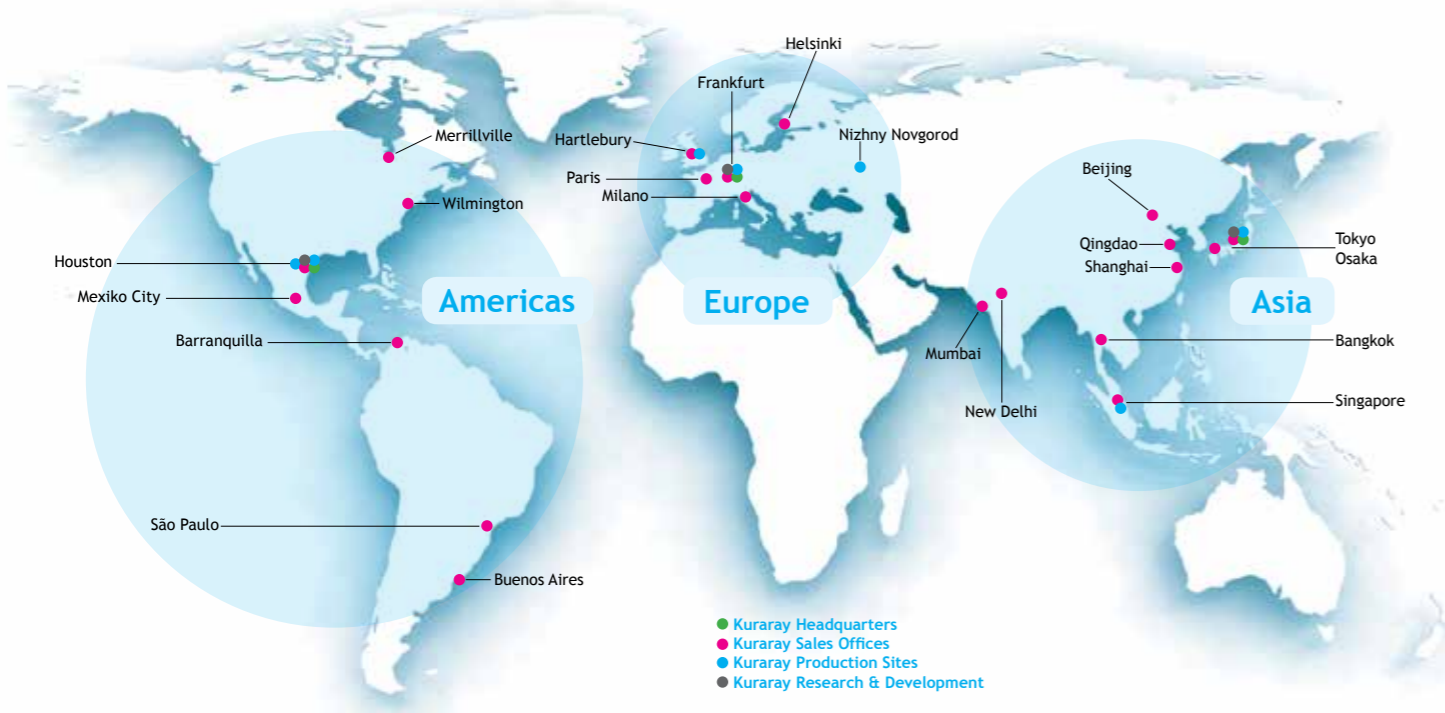 Helsinki
Frankfurt
Merrillville
Hartlebury
Nizhny Novgorod
Paris
Beijing
Milano
Wilmington
Qingdao
Tokyo
Osaka
Houston
Shanghai
Mexiko City
Americas
Europe
Asia
Barranquilla
Mumbai
Bangkok
New Delhi
Singapore
São Paulo
Buenos Aires
Kuraray Headquarters
Kuraray Sales Offices
Kuraray Production Sites
Kuraray Research & Development